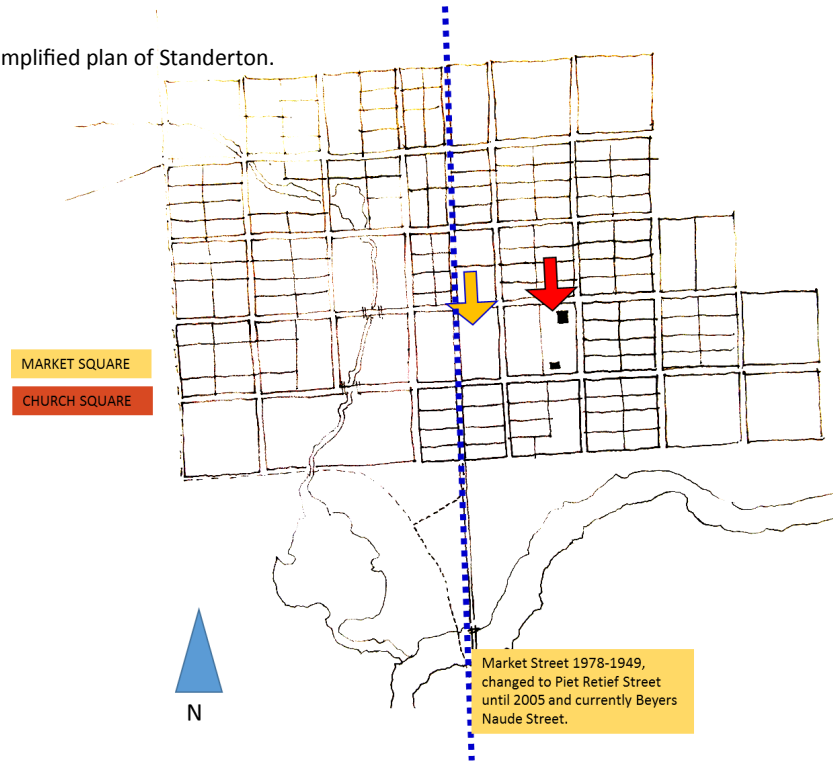 mplified plan of Standerton.
MARKET SQUARE
CHURCH SQUARE
N
Market Street 1978-1949,
changed to Piet Retief Street
until 2005 and currently Beyers
Naude Street.